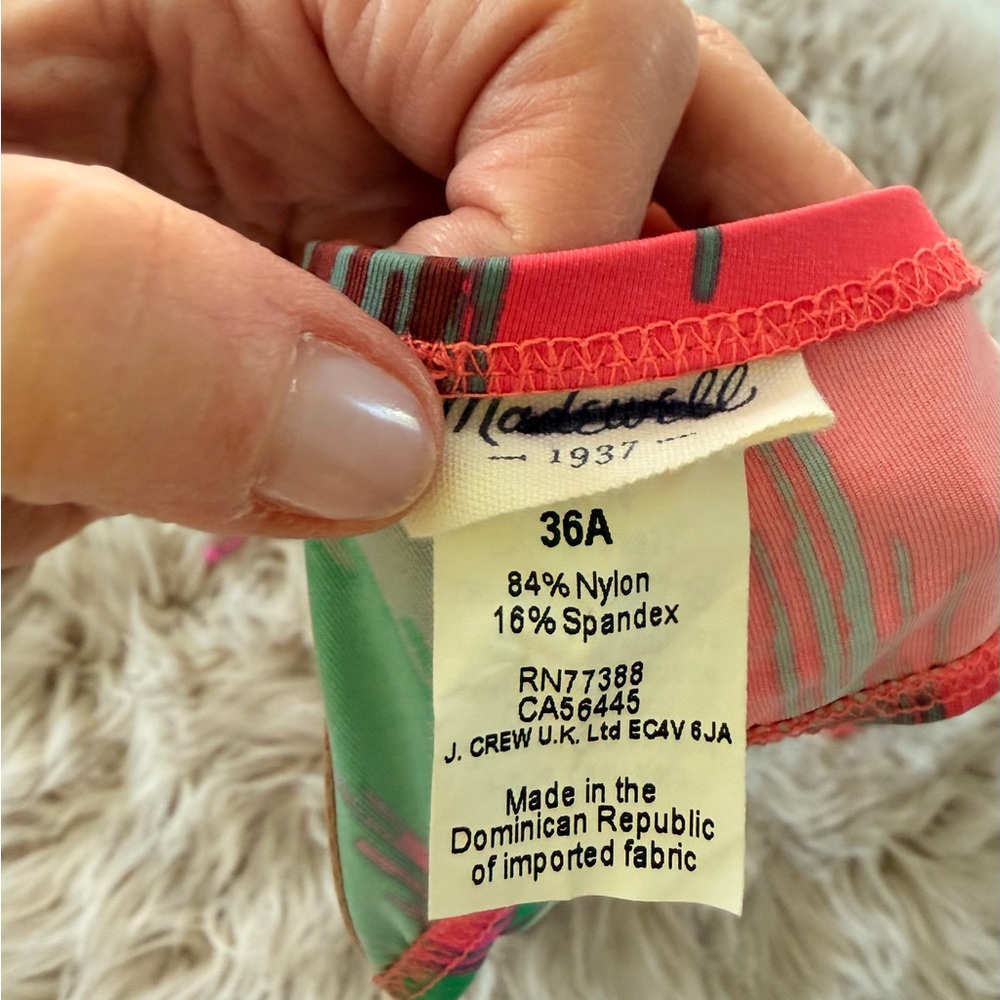 Madewell
— 1937 —
36A
84% Nylon
16% Spandex
RN77388
CA56445
J. CREW U.K. Ltd EC4V 6JA
Made in the
Dominican Republic
of imported fabric